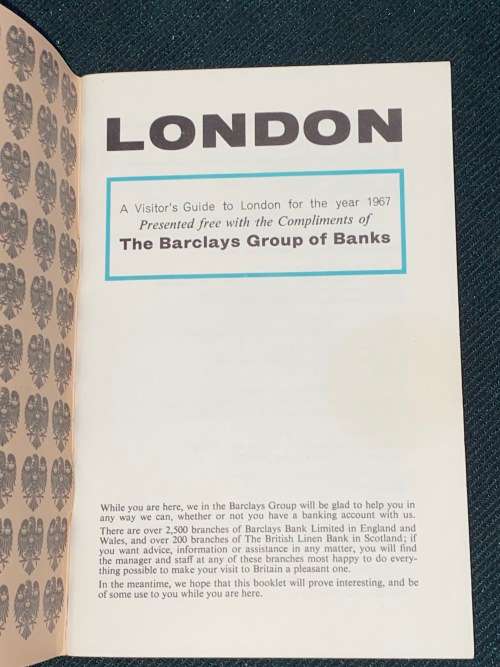 LONDON
A Visitor's Guide to London for the year 1967
Presented free with the Compliments of
The Barclays Group of Banks
While you are here, we in the Barclays Group will be glad to help you in
any way we can, whether or not you have a banking account with us.
There are over 2,500 branches of Barclays Bank Limited in England and
Wales, and over 200 branches of The British Linen Bank in Scotland; if
you want advice, information or assistance in any matter, you will find
the manager and staff at any of these branches most happy to do every-
thing possible to make your visit to Britain a pleasant one.
In the meantime, we hope that this booklet will prove interesting, and be
of some use to you while you are here.